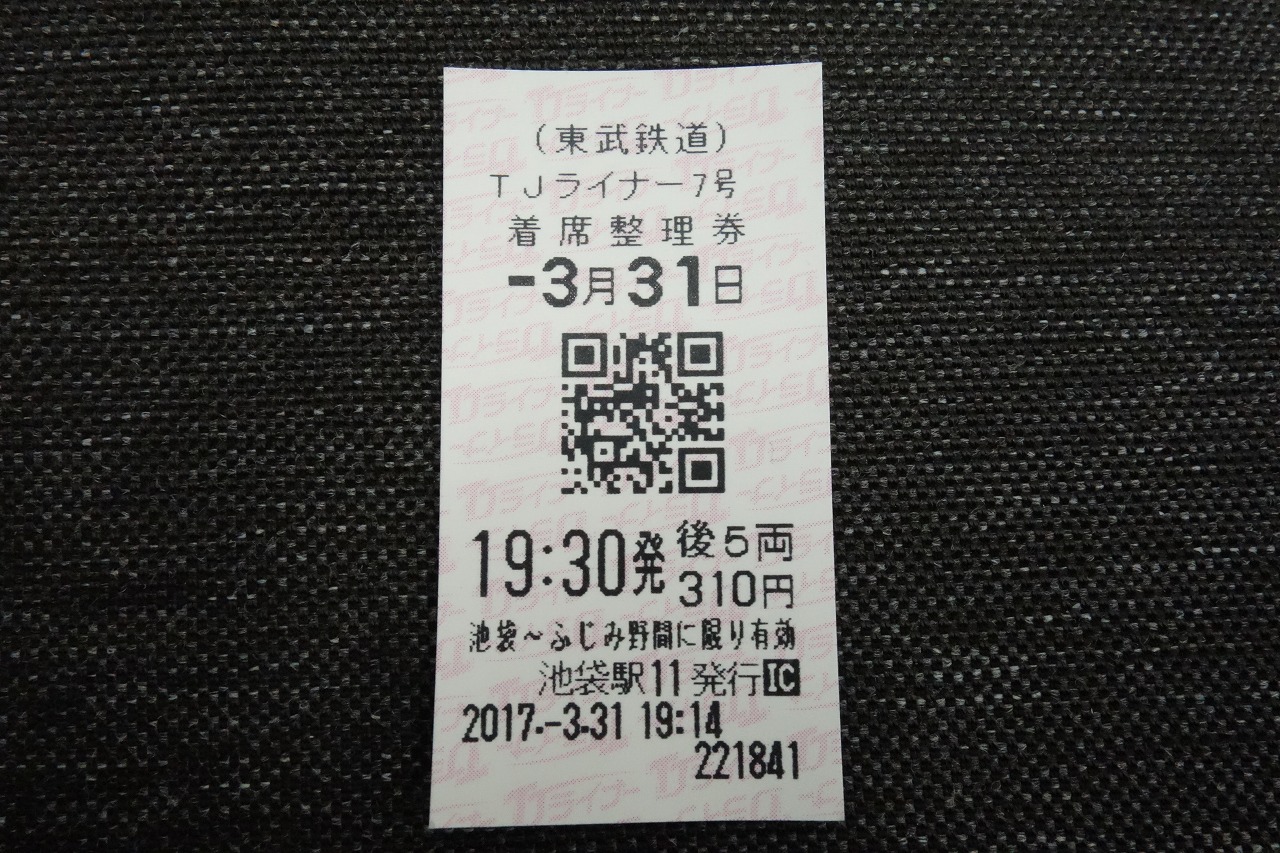 （東武鉄道）
ＴＪライナー7号
着席整理券
-3月31日
19:30発 後5両
310円
池袋～ふじみ野間に限り有効
池袋駅11発行IC
2017.-3.31 19:14
221841